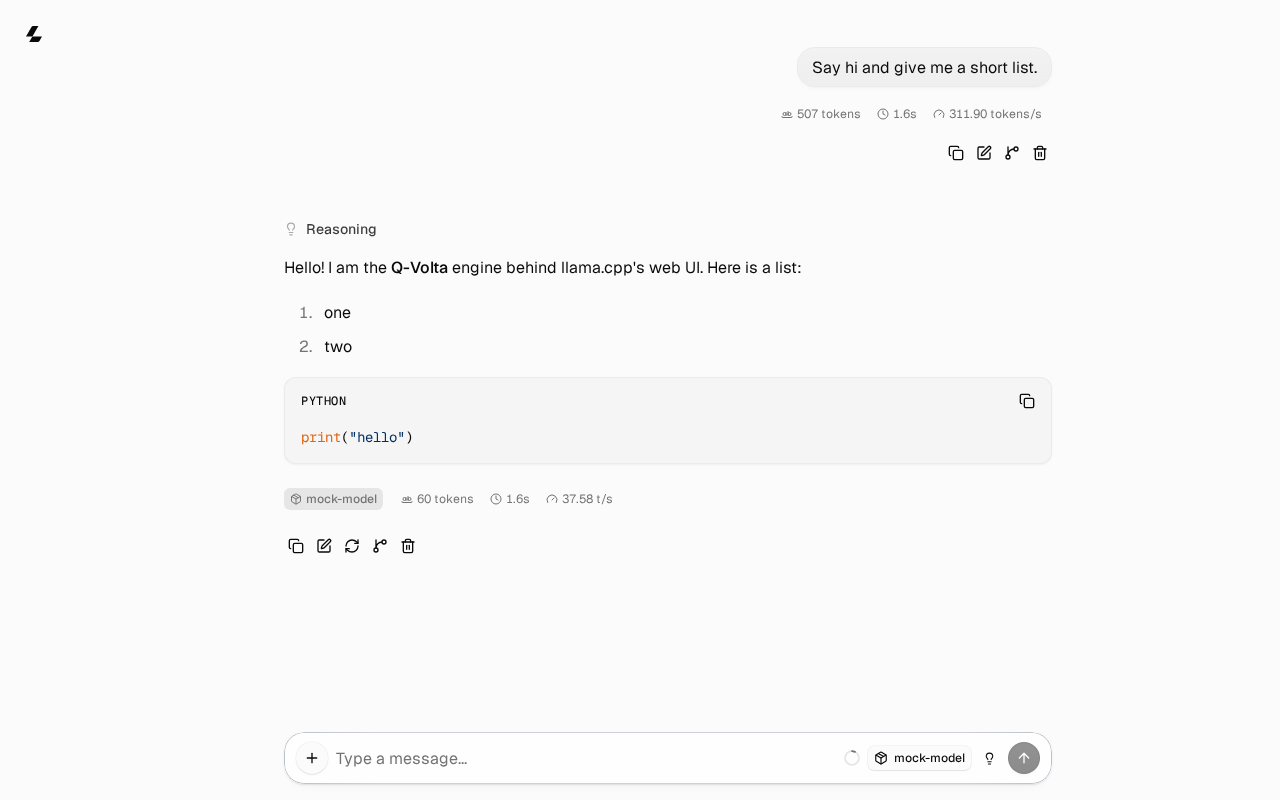 Say hi and give me a short list.
507 tokens 1.6s 311.90 tokens/s
Reasoning
Hello! I am the Q-Volta engine behind llama.cpp's web UI. Here is a list:
1. one
2. two
PYTHON
print("hello")
mock-model 60 tokens 1.6s 37.58 t/s
Type a message... mock-model